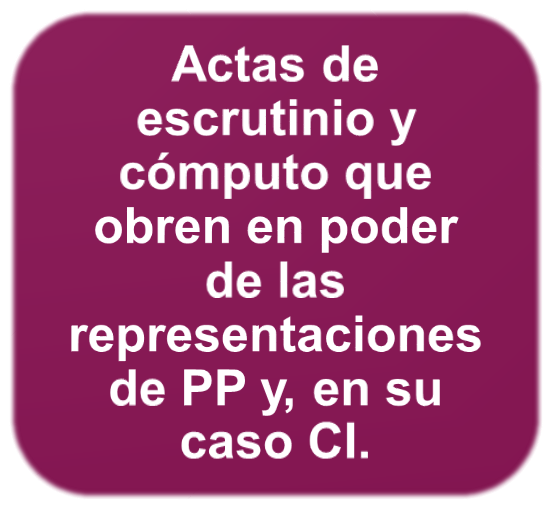 Actas de
escrutinio y
cómputo que
obren en poder
de las
representaciones
de PP y, en su
caso CI.